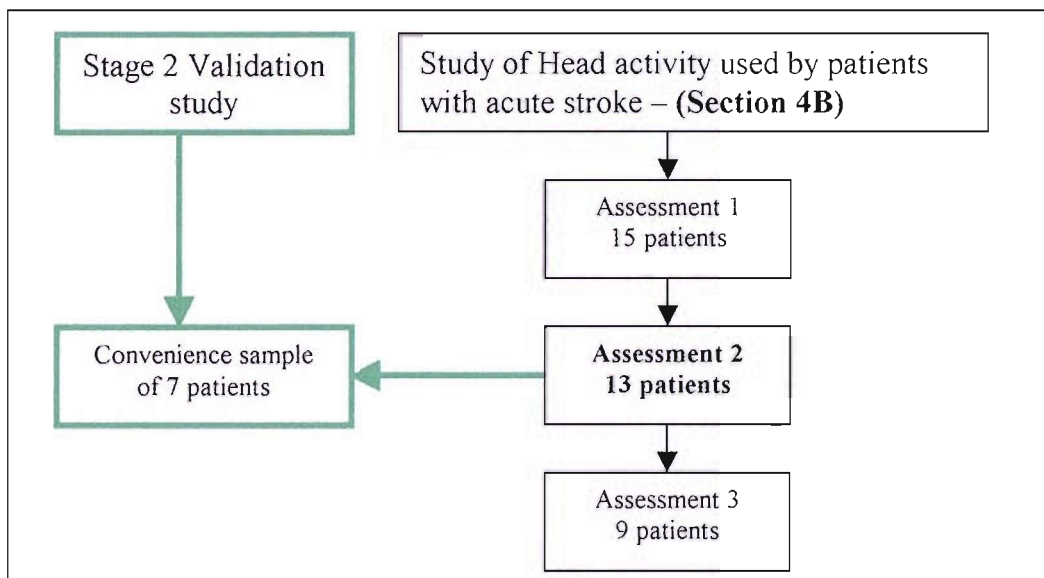 Stage 2 Validation
study
Study of Head activity used by patients
with acute stroke – (Section 4B)
Assessment 1
15 patients
Convenience sample
of 7 patients
Assessment 2
13 patients
Assessment 3
9 patients